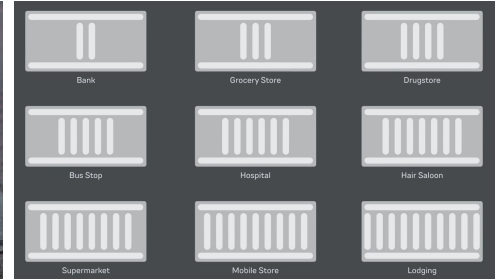 Bank
Grocery Store
Drugstore
Bus Stop
Hospital
Hair Saloon
Supermarket
Mobile Store
Lodging